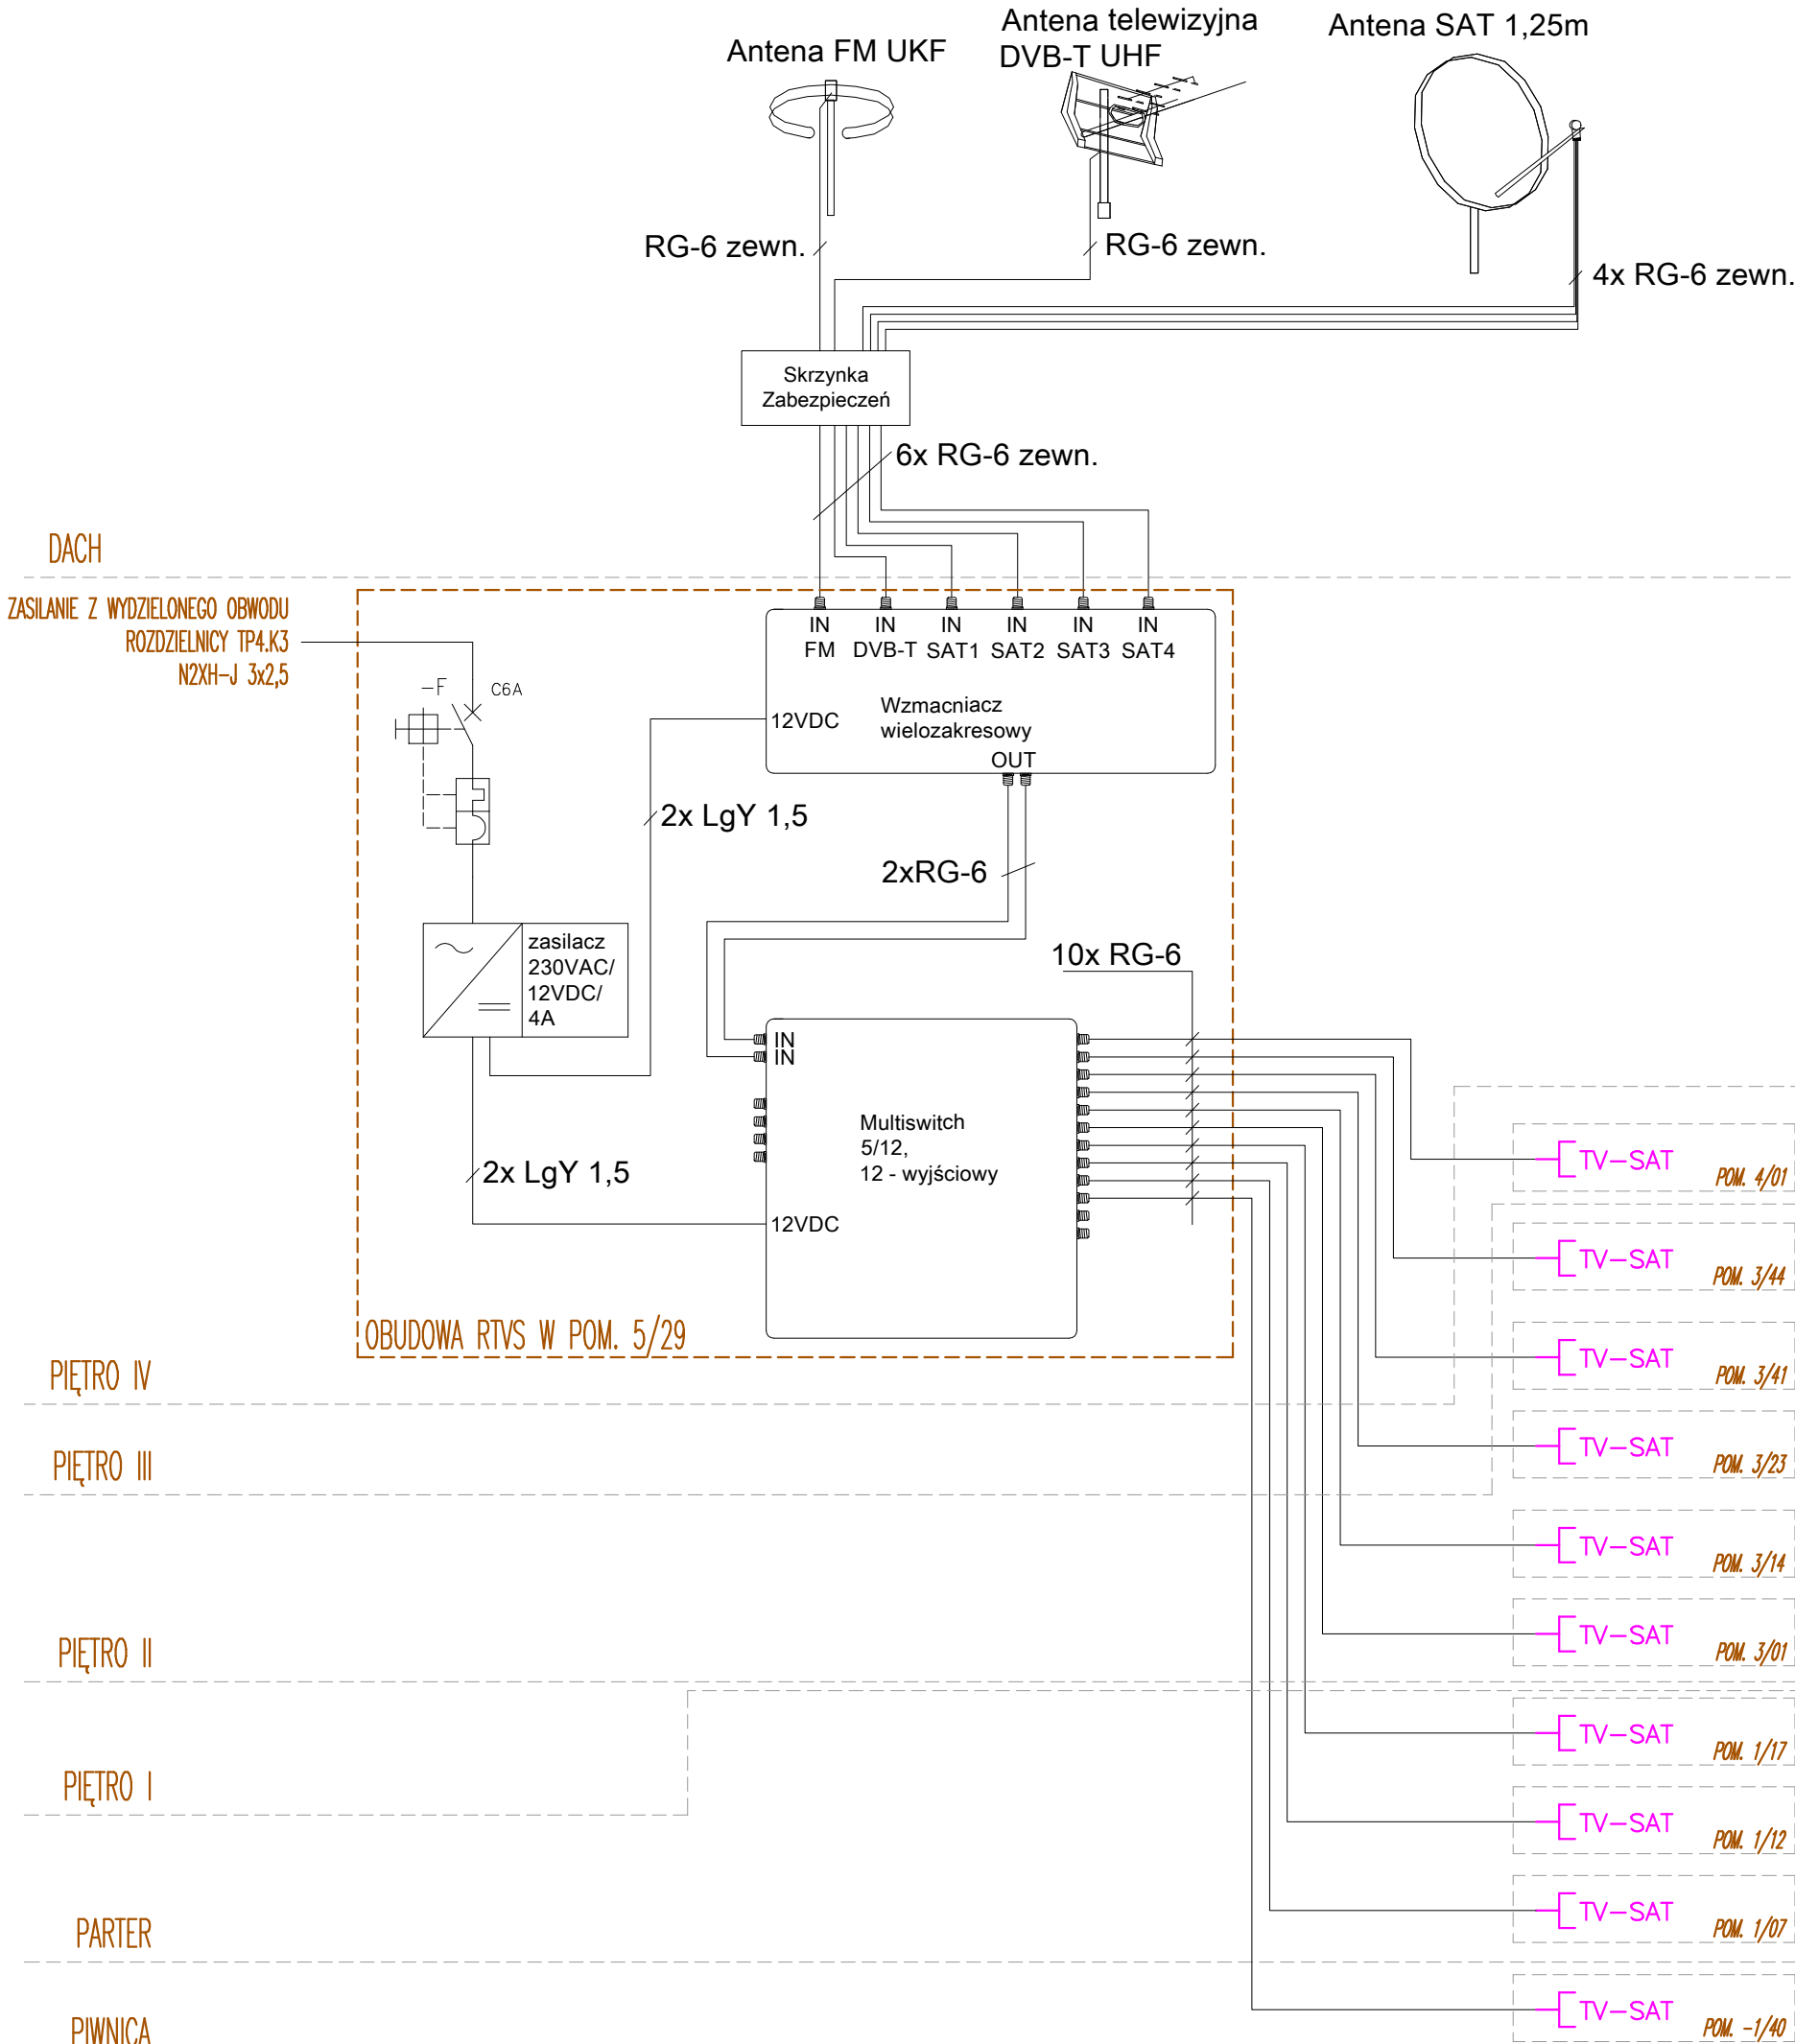 Antena FM UKF
Antena telewizyjna
DVB-T UHF
Antena SAT 1,25m
RG-6 zewn.
RG-6 zewn.
4x RG-6 zewn.
Skrzynka
Zabezpieczeń
6x RG-6 zewn.
DACH
ZASILANIE Z WYDZIELONEGO OBWODU
ROZDZIELNICY TP4.K3
N2XH-J 3x2,5
IN IN IN IN IN IN
FM DVB-T SAT1 SAT2 SAT3 SAT4
-F C6A
12VDC
Wzmacniacz
wielozakresowy
OUT
2x LgY 1,5
2xRG-6
zasilacz
230VAC/
12VDC/
4A
10x RG-6
IN
IN
Multiswitch
5/12,
12 - wyjściowy
2x LgY 1,5
12VDC
OBUDOWA RTVS W POM. 5/29
TV-SAT
POM. 4/01
TV-SAT
POM. 3/44
TV-SAT
POM. 3/41
PIĘTRO IV
TV-SAT
POM. 3/23
PIĘTRO III
TV-SAT
POM. 3/14
TV-SAT
POM. 3/01
PIĘTRO II
TV-SAT
POM. 1/17
PIĘTRO I
TV-SAT
POM. 1/12
TV-SAT
POM. 1/07
PARTER
TV-SAT
POM. -1/40
PIWNICA